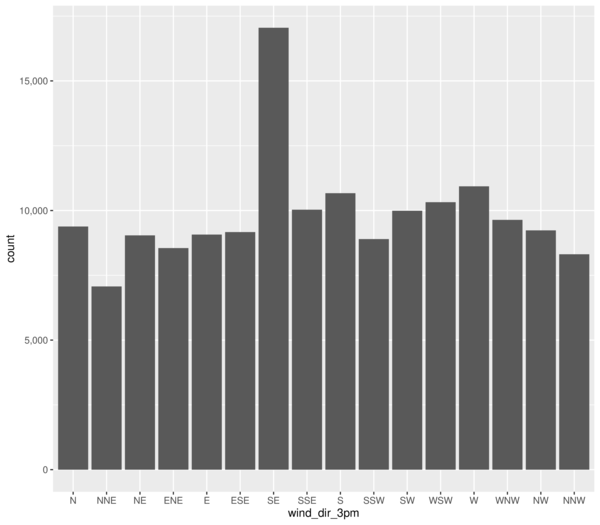 15,000
10,000
5,000
0
count
N NNE NE ENE E ESE SE SSE S SSW SW WSW W WNW NW NNW
wind_dir_3pm